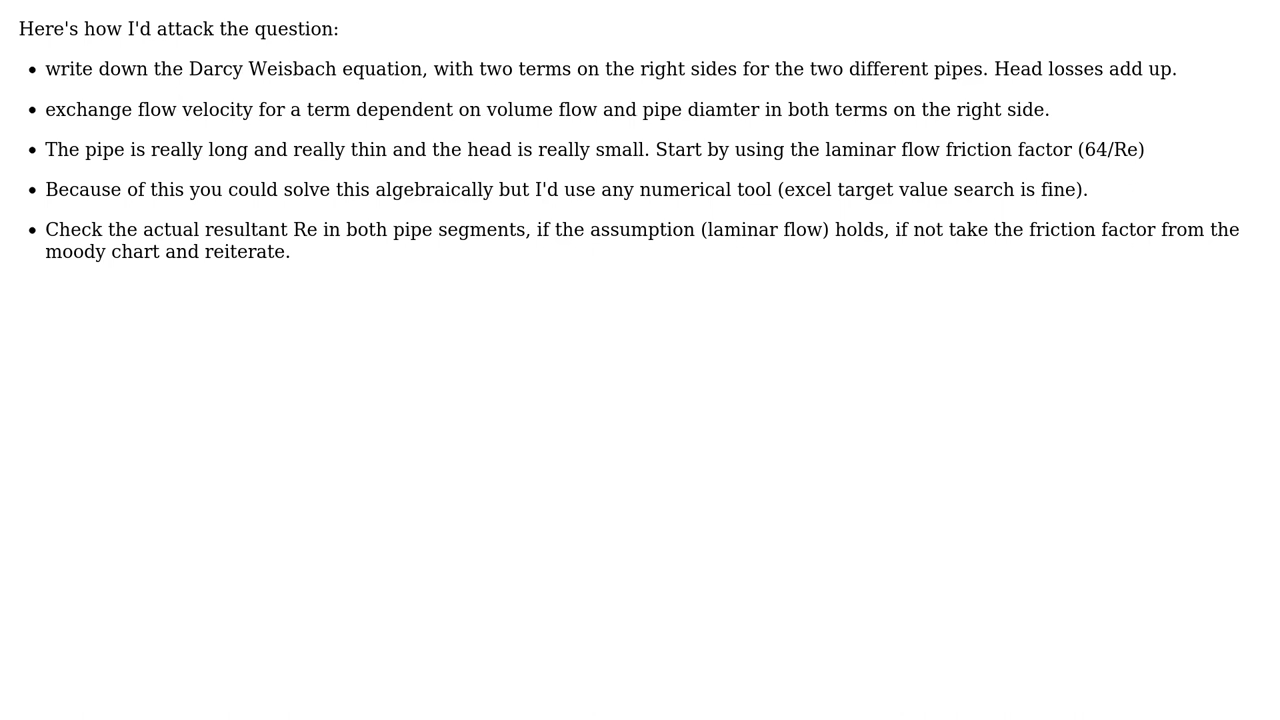 Here's how I'd attack the question:
• write down the Darcy Weisbach equation, with two terms on the right sides for the two different pipes. Head losses add up.
• exchange flow velocity for a term dependent on volume flow and pipe diamter in both terms on the right side.
• The pipe is really long and really thin and the head is really small. Start by using the laminar flow friction factor (64/Re)
• Because of this you could solve this algebraically but I'd use any numerical tool (excel target value search is fine).
• Check the actual resultant Re in both pipe segments, if the assumption (laminar flow) holds, if not take the friction factor from the
moody chart and reiterate.